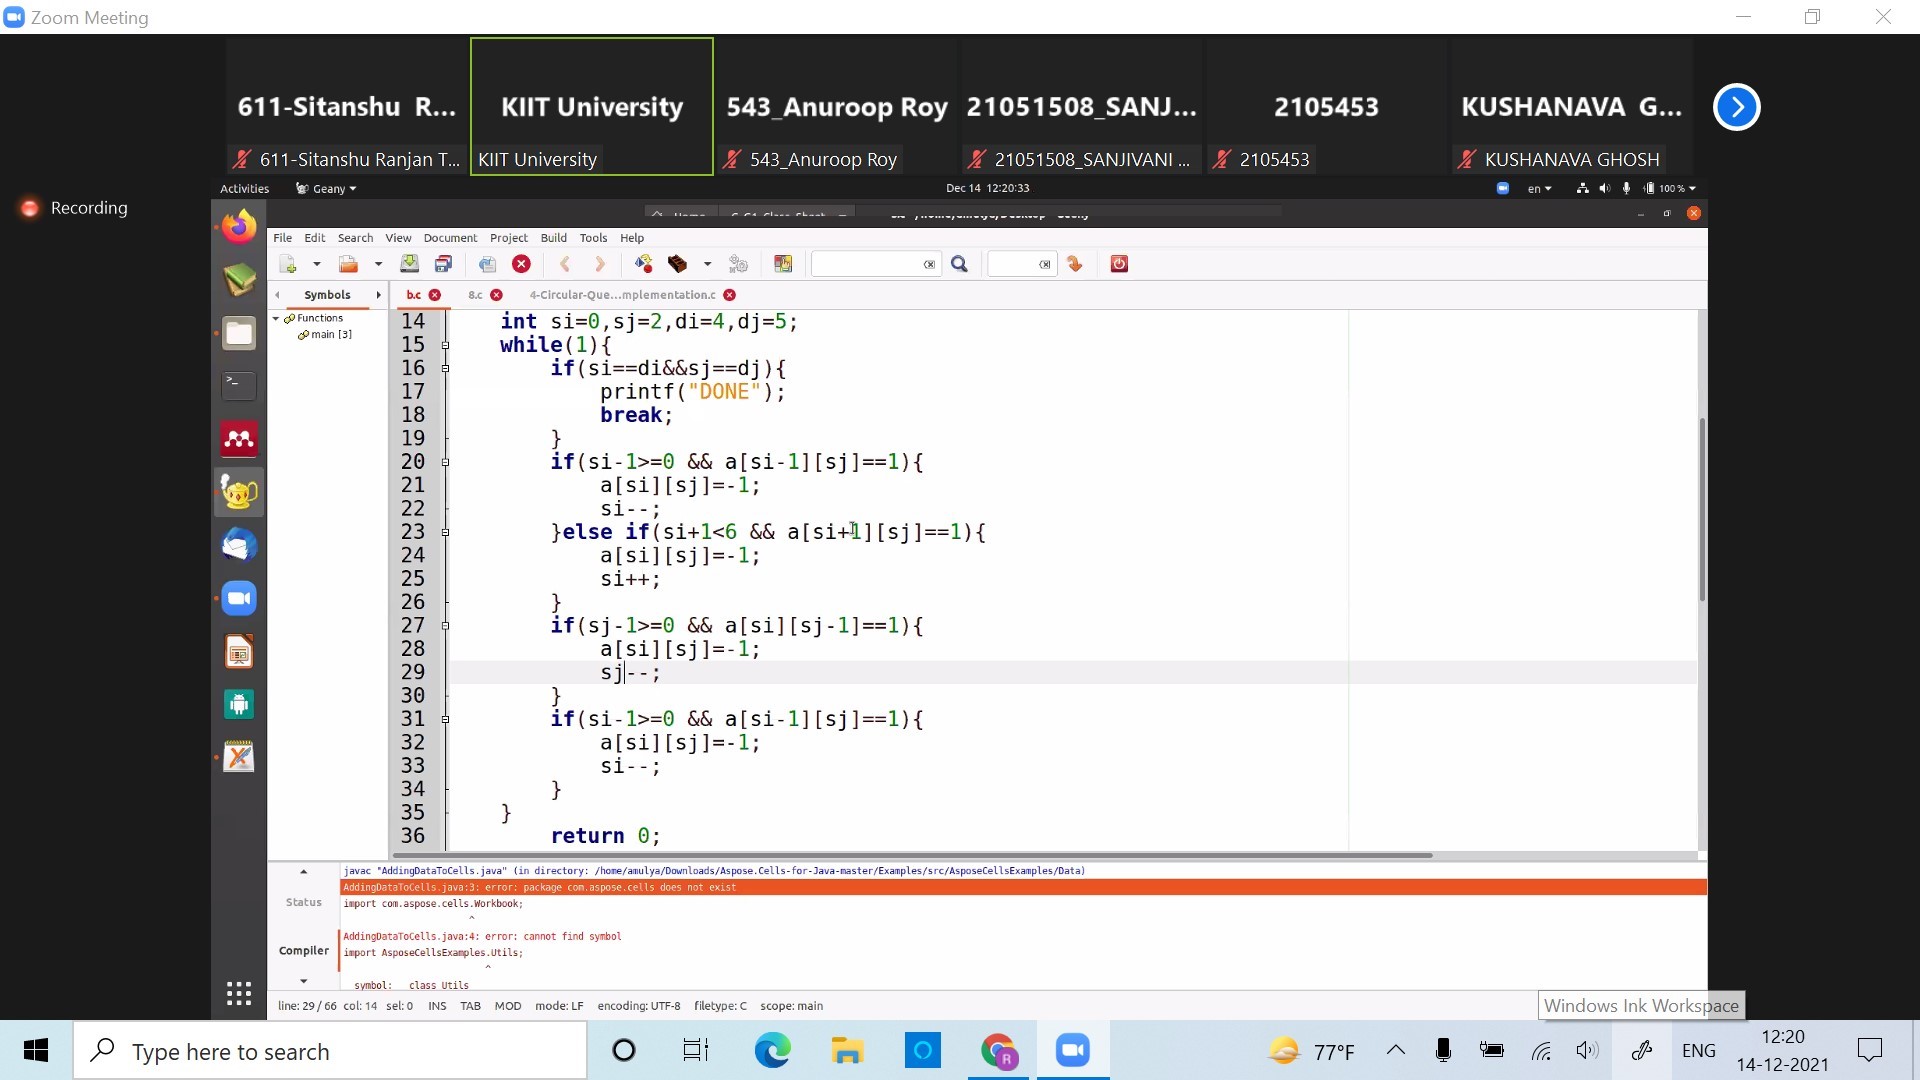 Zoom Meeting
611-Sitanshu R...
KIIT University
543_Anuroop Roy
21051508_SANJ...
2105453
KUSHANAVA G...
611-Sitanshu Ranjan T...
KIIT University
543_Anuroop Roy
21051508_SANJIVANI ...
2105453
KUSHANAVA GHOSH
Recording
Activities
Geany
Dec 14 12:20:33
en
100 %
File Edit Search View Document Project Build Tools Help
Symbols
b.c
8.c
4-Circular-Que...mplementation.c
Functions
main [3]
14 int si=0,sj=2,di=4,dj=5;
15 while(1){
16 if(si==di&&sj==dj){
17 printf("DONE");
18 break;
19 }
20 if(si-1>=0 && a[si-1][sj]==1){
21 a[si][sj]=-1;
22 si--;
23 }else if(si+1<6 && a[si+1][sj]==1){
24 a[si][sj]=-1;
25 si++;
26 }
27 if(sj-1>=0 && a[si][sj-1]==1){
28 a[si][sj]=-1;
29 sj--;
30 }
31 if(si-1>=0 && a[si-1][sj]==1){
32 a[si][sj]=-1;
33 si--;
34 }
35 }
36 return 0;
Status
Compiler
javac "AddingDataToCells.java" (in directory: /home/amulya/Downloads/Aspose.Cells-for-Java-master/Examples/src/AsposeCellsExamples/Data)
AddingDataToCells.java:3: error: package com.aspose.cells does not exist
import com.aspose.cells.Workbook;
^
AddingDataToCells.java:4: error: cannot find symbol
import AsposeCellsExamples.Utils;
^
symbol: class Utils
line: 29 / 66 col: 14 sel: 0 INS TAB MOD mode: LF encoding: UTF-8 filetype: C scope: main
Windows Ink Workspace
Type here to search
77°F
ENG
12:20
14-12-2021